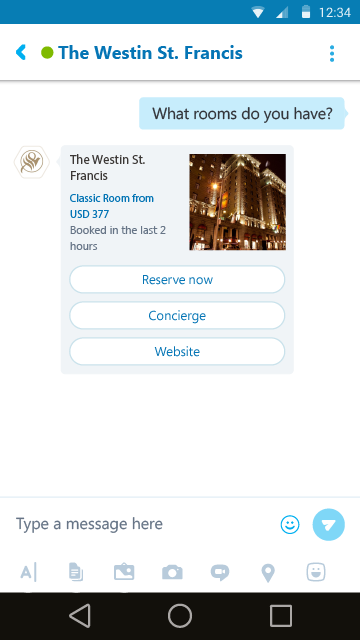 12:34
The Westin St. Francis
What rooms do you have?
The Westin St.
Francis
Classic Room from
USD 377
Booked in the last 2
hours
Reserve now
Concierge
Website
Type a message here
A